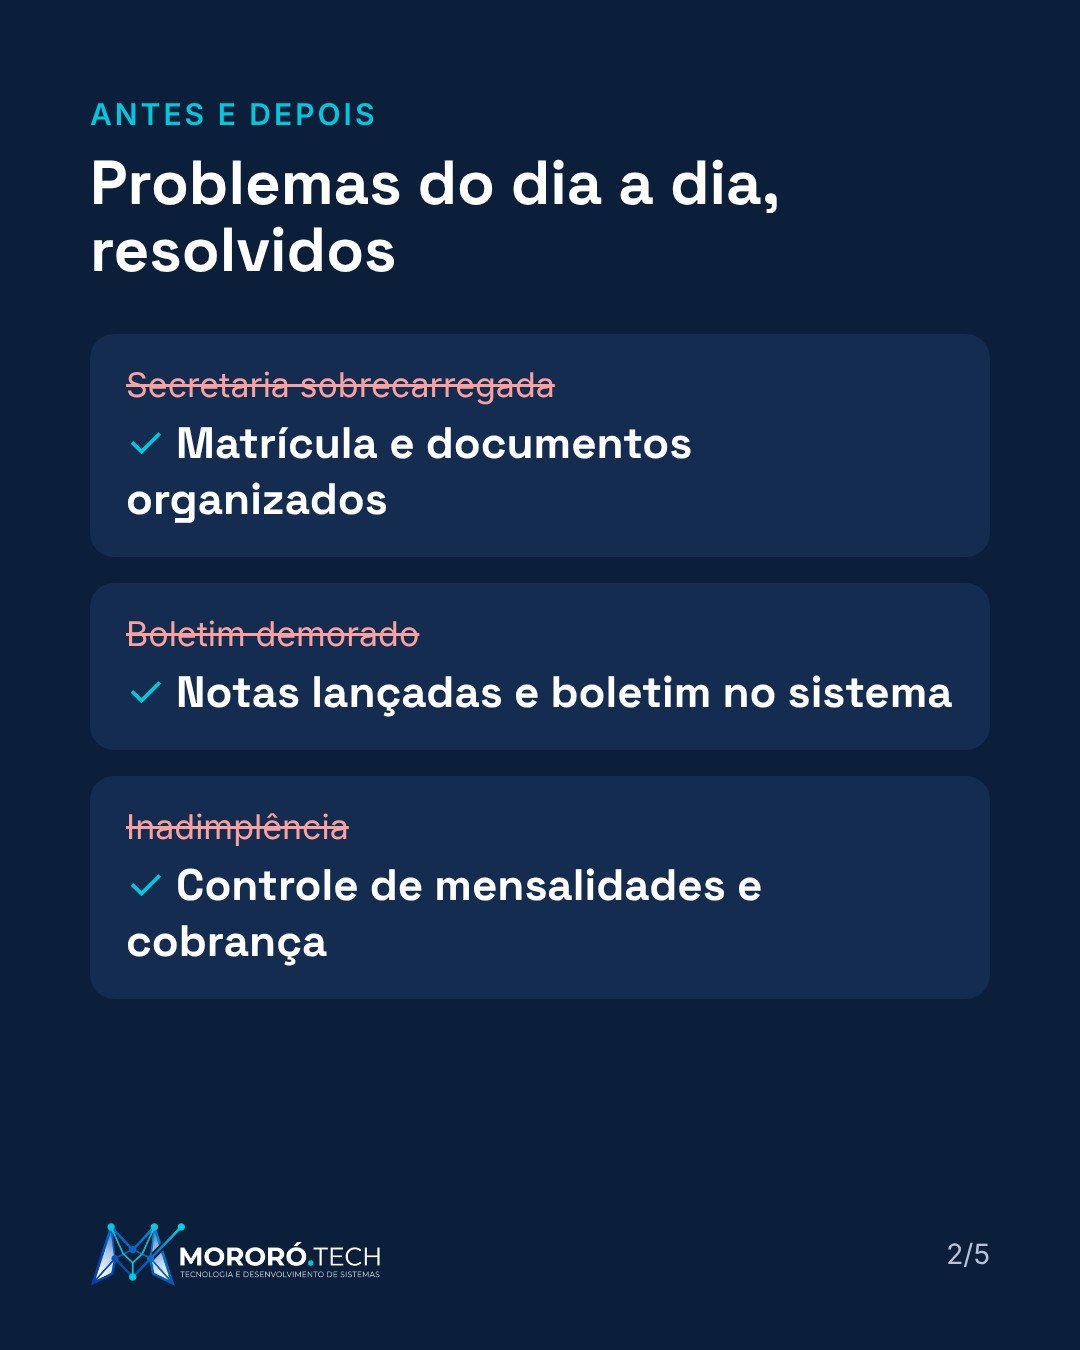 ANTES E DEPOIS
Problemas do dia a dia,
resolvidos
Secretaria sobrecarregada
✓ Matrícula e documentos
organizados
Boletim demorado
✓ Notas lançadas e boletim no sistema
Inadimplência
✓ Controle de mensalidades e
cobrança
MORORÓ.TECH
TECNOLOGIA E DESENVOLVIMENTO DE SISTEMAS
2/5